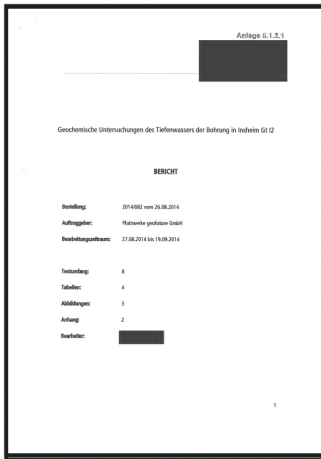 Anlage 5.1.2.1
Geochemische Untersuchungen des Tiefenwassers der Bohrung in Insheim Gt I2
BERICHT
Bestellung: 2014/082 vom 26.08.2014
Auftraggeber: Pfalzwerke geofuture GmbH
Bearbeitungszeitraum: 27.08.2014 bis 19.09.2014
Textumfang: 8
Tabellen: 4
Abbildungen: 3
Anhang: 2
Bearbeiter:
1